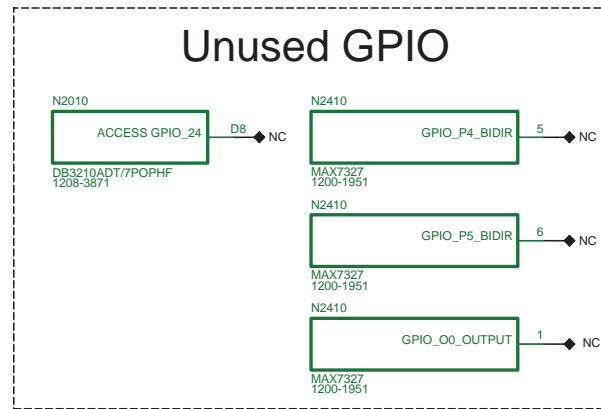 Unused GPIO
N2010
ACCESS GPIO_24
D8
NC
DB3210ADT/7POPHF
1208-3871
N2410
GPIO_P4_BIDIR
5
NC
MAX7327
1200-1951
N2410
GPIO_P5_BIDIR
6
NC
MAX7327
1200-1951
N2410
GPIO_O0_OUTPUT
1
NC
MAX7327
1200-1951